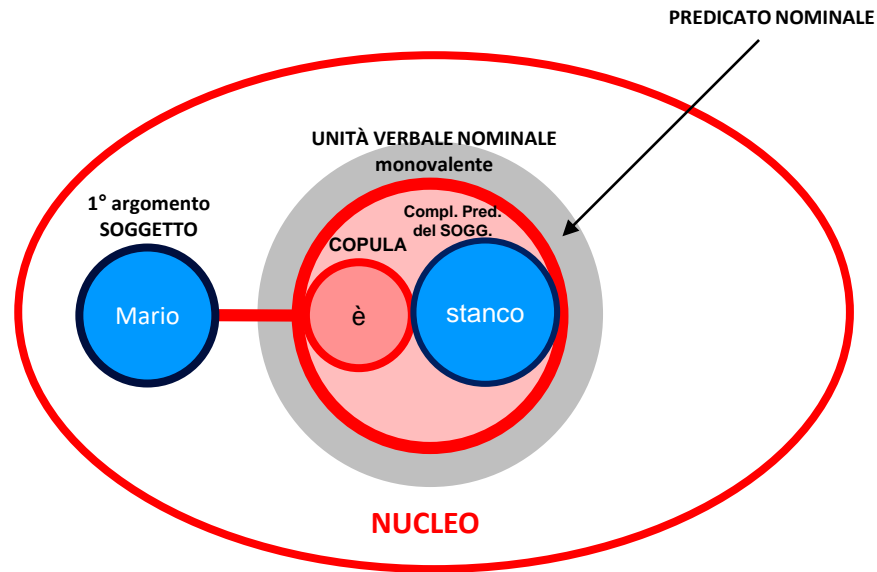 PREDICATO NOMINALE
UNITÀ VERBALE NOMINALE
monovalente
1° argomento
SOGGETTO
Compl. Pred.
del SOGG.
COPULA
Mario
è
stanco
NUCLEO